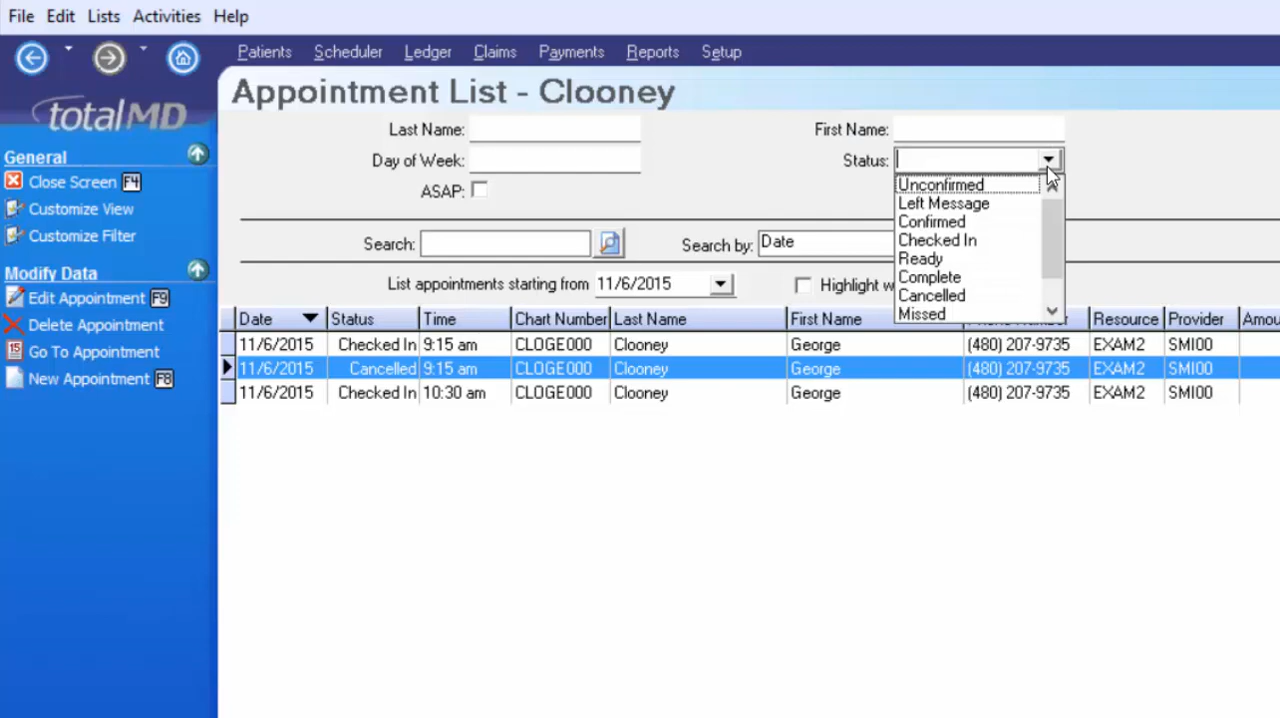 File Edit Lists Activities Help
Patients Scheduler Ledger Claims Payments Reports Setup
totalMD
Appointment List - Clooney
General
Close Screen F4
Customize View
Customize Filter
Modify Data
Edit Appointment F9
Delete Appointment
15 Go To Appointment
New Appointment F8
Last Name: First Name:
Day of Week: Status:
ASAP:
Unconfirmed
Left Message
Confirmed
Checked In
Ready
Complete
Cancelled
Missed
Search: Search by: Date
List appointments starting from 11/6/2015 Highlight w
Date Status Time Chart Number Last Name First Name Resource Provider Amou
11/6/2015 Checked In 9:15 am CLOGE000 Clooney George (480) 207-9735 EXAM2 SMI00
11/6/2015 Cancelled 9:15 am CLOGE000 Clooney George (480) 207-9735 EXAM2 SMI00
11/6/2015 Checked In 10:30 am CLOGE000 Clooney George (480) 207-9735 EXAM2 SMI00